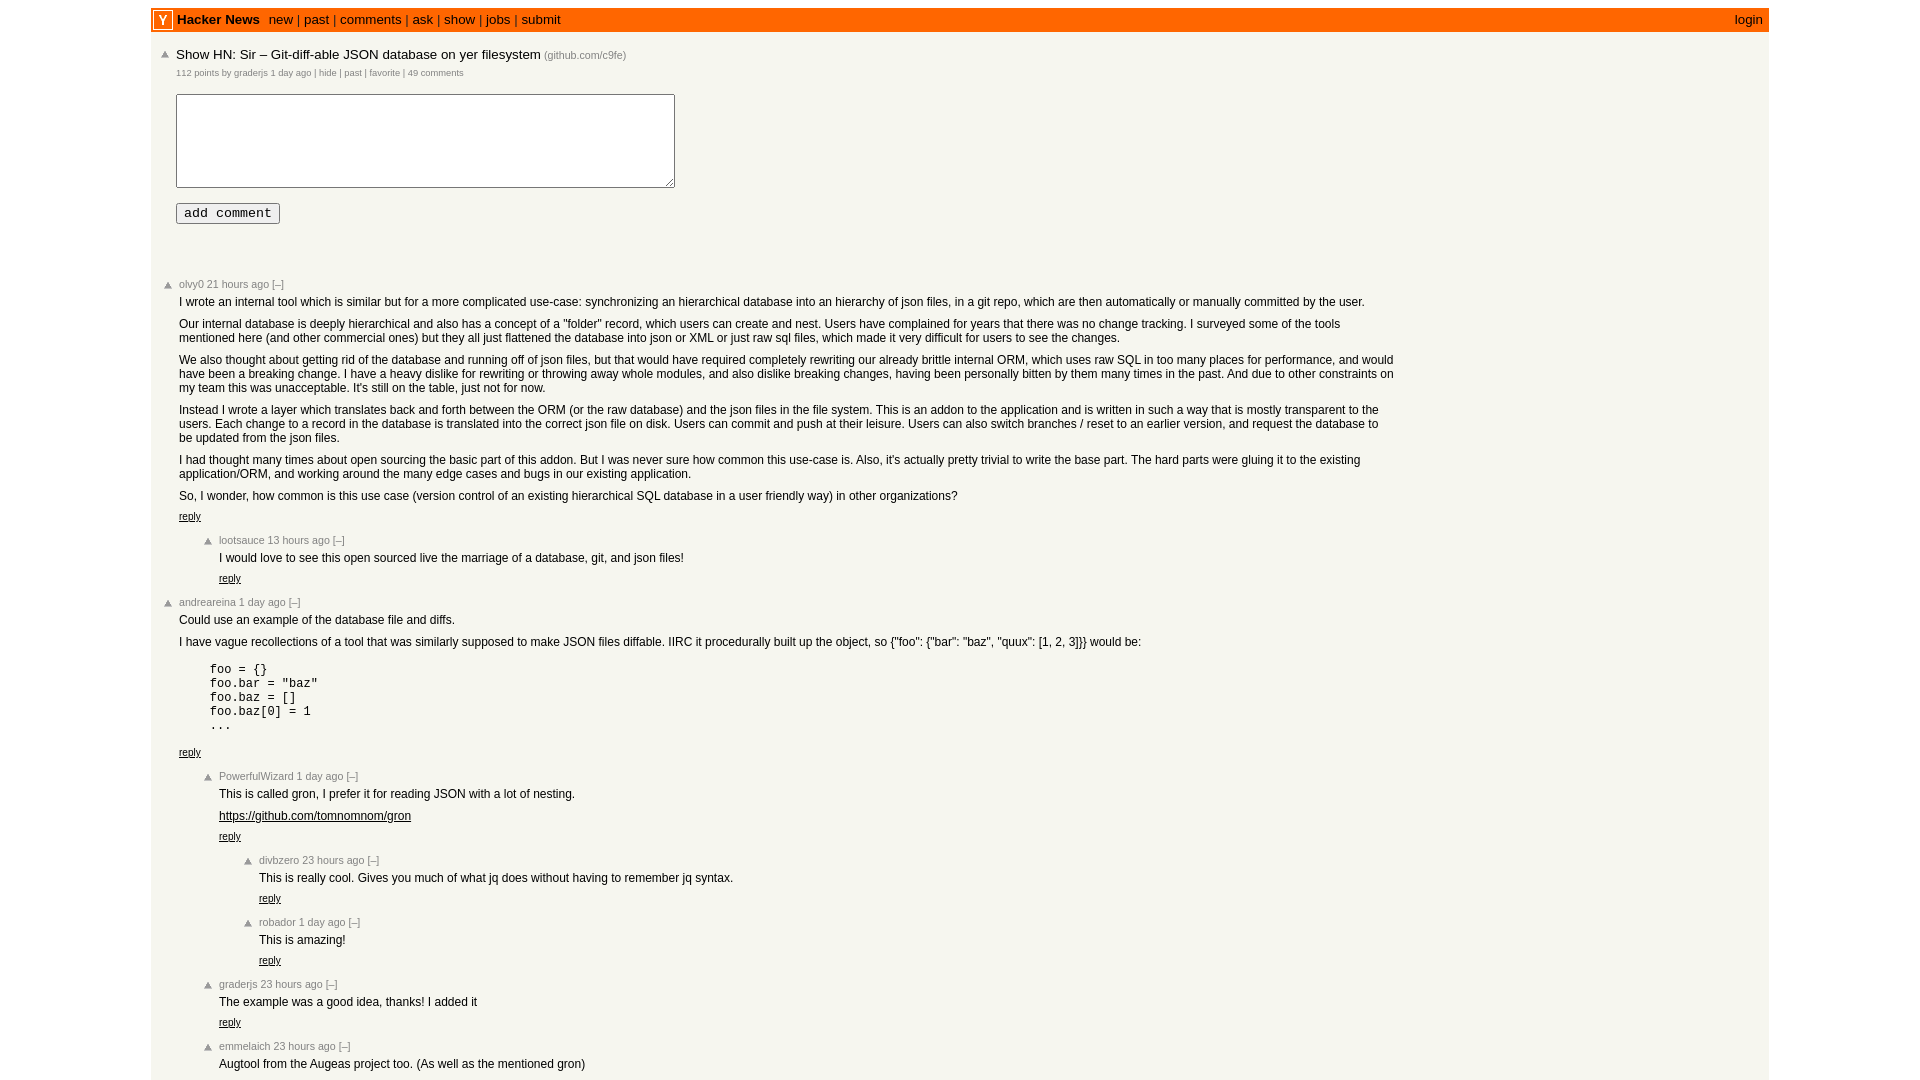 Y Hacker News new | past | comments | ask | show | jobs | submit login
Show HN: Sir – Git-diff-able JSON database on yer filesystem (github.com/c9fe)
112 points by graderjs 1 day ago | hide | past | favorite | 49 comments
add comment
olvy0 21 hours ago [–]
I wrote an internal tool which is similar but for a more complicated use-case: synchronizing an hierarchical database into an hierarchy of json files, in a git repo, which are then automatically or manually committed by the user.
Our internal database is deeply hierarchical and also has a concept of a "folder" record, which users can create and nest. Users have complained for years that there was no change tracking. I surveyed some of the tools
mentioned here (and other commercial ones) but they all just flattened the database into json or XML or just raw sql files, which made it very difficult for users to see the changes.
We also thought about getting rid of the database and running off of json files, but that would have required completely rewriting our already brittle internal ORM, which uses raw SQL in too many places for performance, and would
have been a breaking change. I have a heavy dislike for rewriting or throwing away whole modules, and also dislike breaking changes, having been personally bitten by them many times in the past. And due to other constraints on
my team this was unacceptable. It's still on the table, just not for now.
Instead I wrote a layer which translates back and forth between the ORM (or the raw database) and the json files in the file system. This is an addon to the application and is written in such a way that is mostly transparent to the
users. Each change to a record in the database is translated into the correct json file on disk. Users can commit and push at their leisure. Users can also switch branches / reset to an earlier version, and request the database to
be updated from the json files.
I had thought many times about open sourcing the basic part of this addon. But I was never sure how common this use-case is. Also, it's actually pretty trivial to write the base part. The hard parts were gluing it to the existing
application/ORM, and working around the many edge cases and bugs in our existing application.
So, I wonder, how common is this use case (version control of an existing hierarchical SQL database in a user friendly way) in other organizations?
reply
lootsauce 13 hours ago [–]
I would love to see this open sourced live the marriage of a database, git, and json files!
reply
andreareina 1 day ago [–]
Could use an example of the database file and diffs.
I have vague recollections of a tool that was similarly supposed to make JSON files diffable. IIRC it procedurally built up the object, so {"foo": {"bar": "baz", "quux": [1, 2, 3]}} would be:
foo = {}
foo.bar = "baz"
foo.baz = []
foo.baz[0] = 1
...
reply
PowerfulWizard 1 day ago [–]
This is called gron, I prefer it for reading JSON with a lot of nesting.
https://github.com/tomnomnom/gron
reply
divbzero 23 hours ago [–]
This is really cool. Gives you much of what jq does without having to remember jq syntax.
reply
robador 1 day ago [–]
This is amazing!
reply
graderjs 23 hours ago [–]
The example was a good idea, thanks! I added it
reply
emmelaich 23 hours ago [–]
Augtool from the Augeas project too. (As well as the mentioned gron)